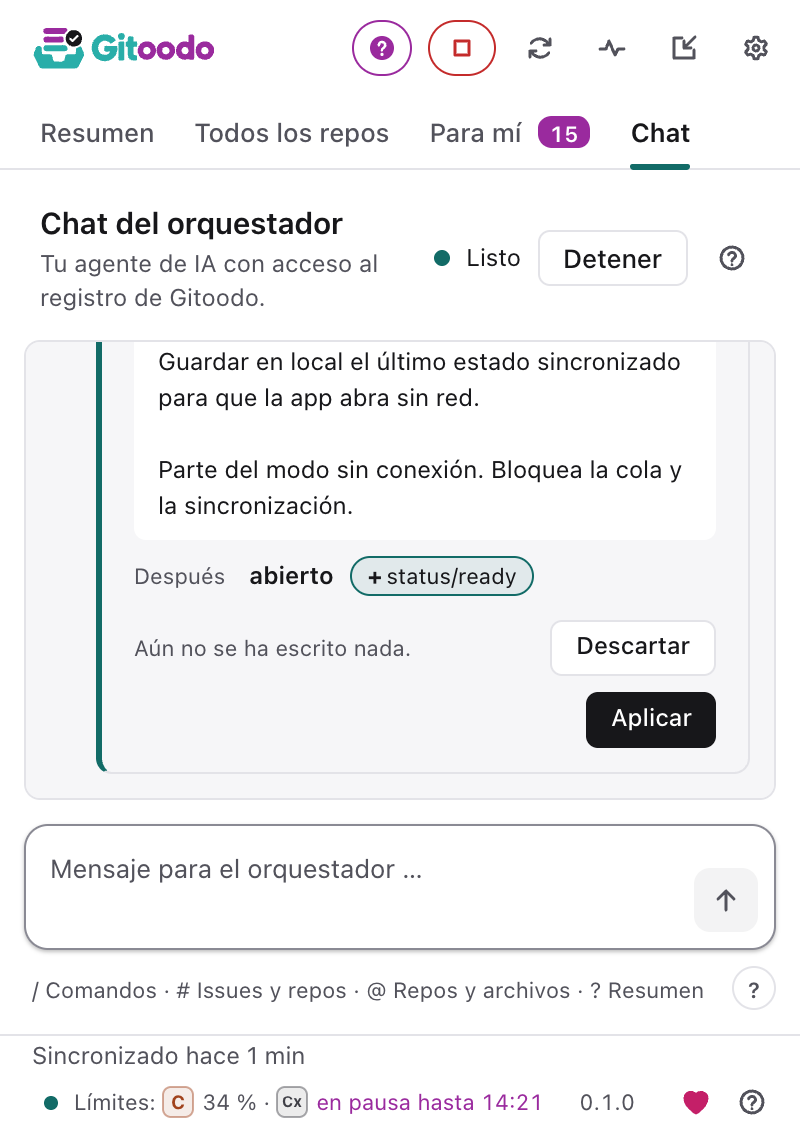 Gitoodo
Resumen Todos los repos Para mí 15 Chat
Chat del orquestador
Tu agente de IA con acceso al
registro de Gitoodo.
Listo Detener
Guardar en local el último estado sincronizado
para que la app abra sin red.
Parte del modo sin conexión. Bloquea la cola y
la sincronización.
Después abierto + status/ready
Aún no se ha escrito nada. Descartar
Aplicar
Mensaje para el orquestador ...
/ Comandos · # Issues y repos · @ Repos y archivos · ? Resumen ?
Sincronizado hace 1 min
Límites: C 34 % · Cx en pausa hasta 14:21 0.1.0